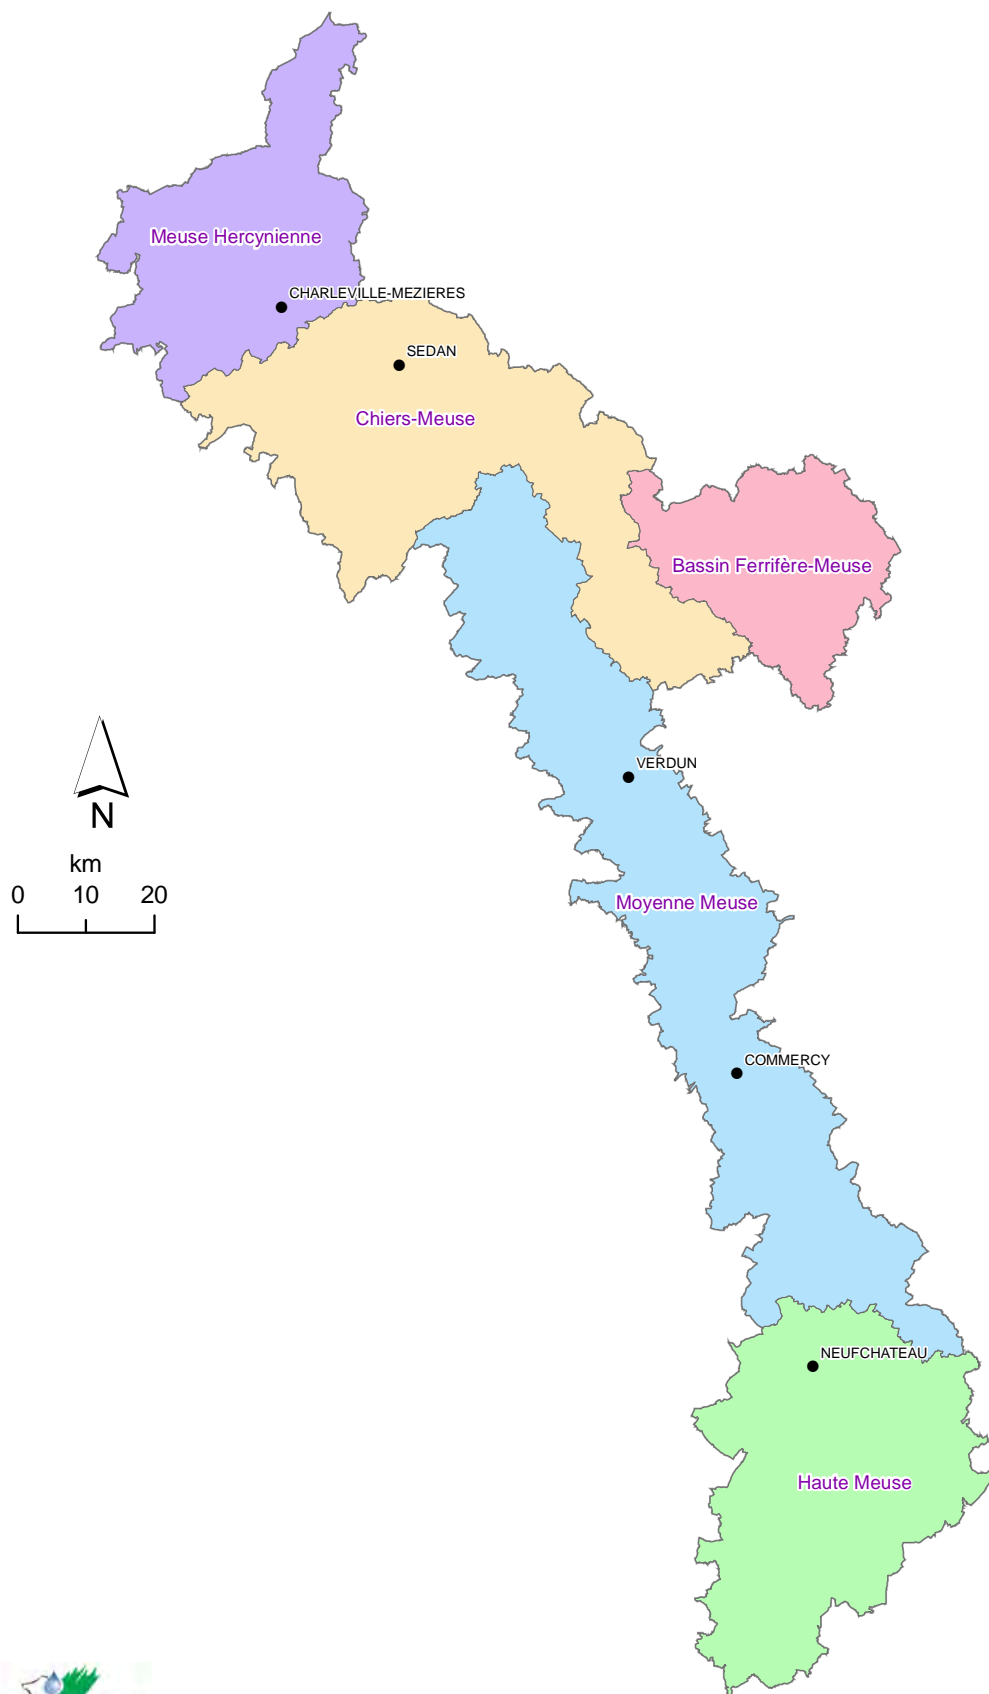 Meuse Hercynienne
CHARLEVILLE-MEZIERES
SEDAN
Chiers-Meuse
Bassin Ferrifère-Meuse
N
km
0 10 20
VERDUN
Moyenne Meuse
COMMERCY
NEUFCHATEAU
Haute Meuse